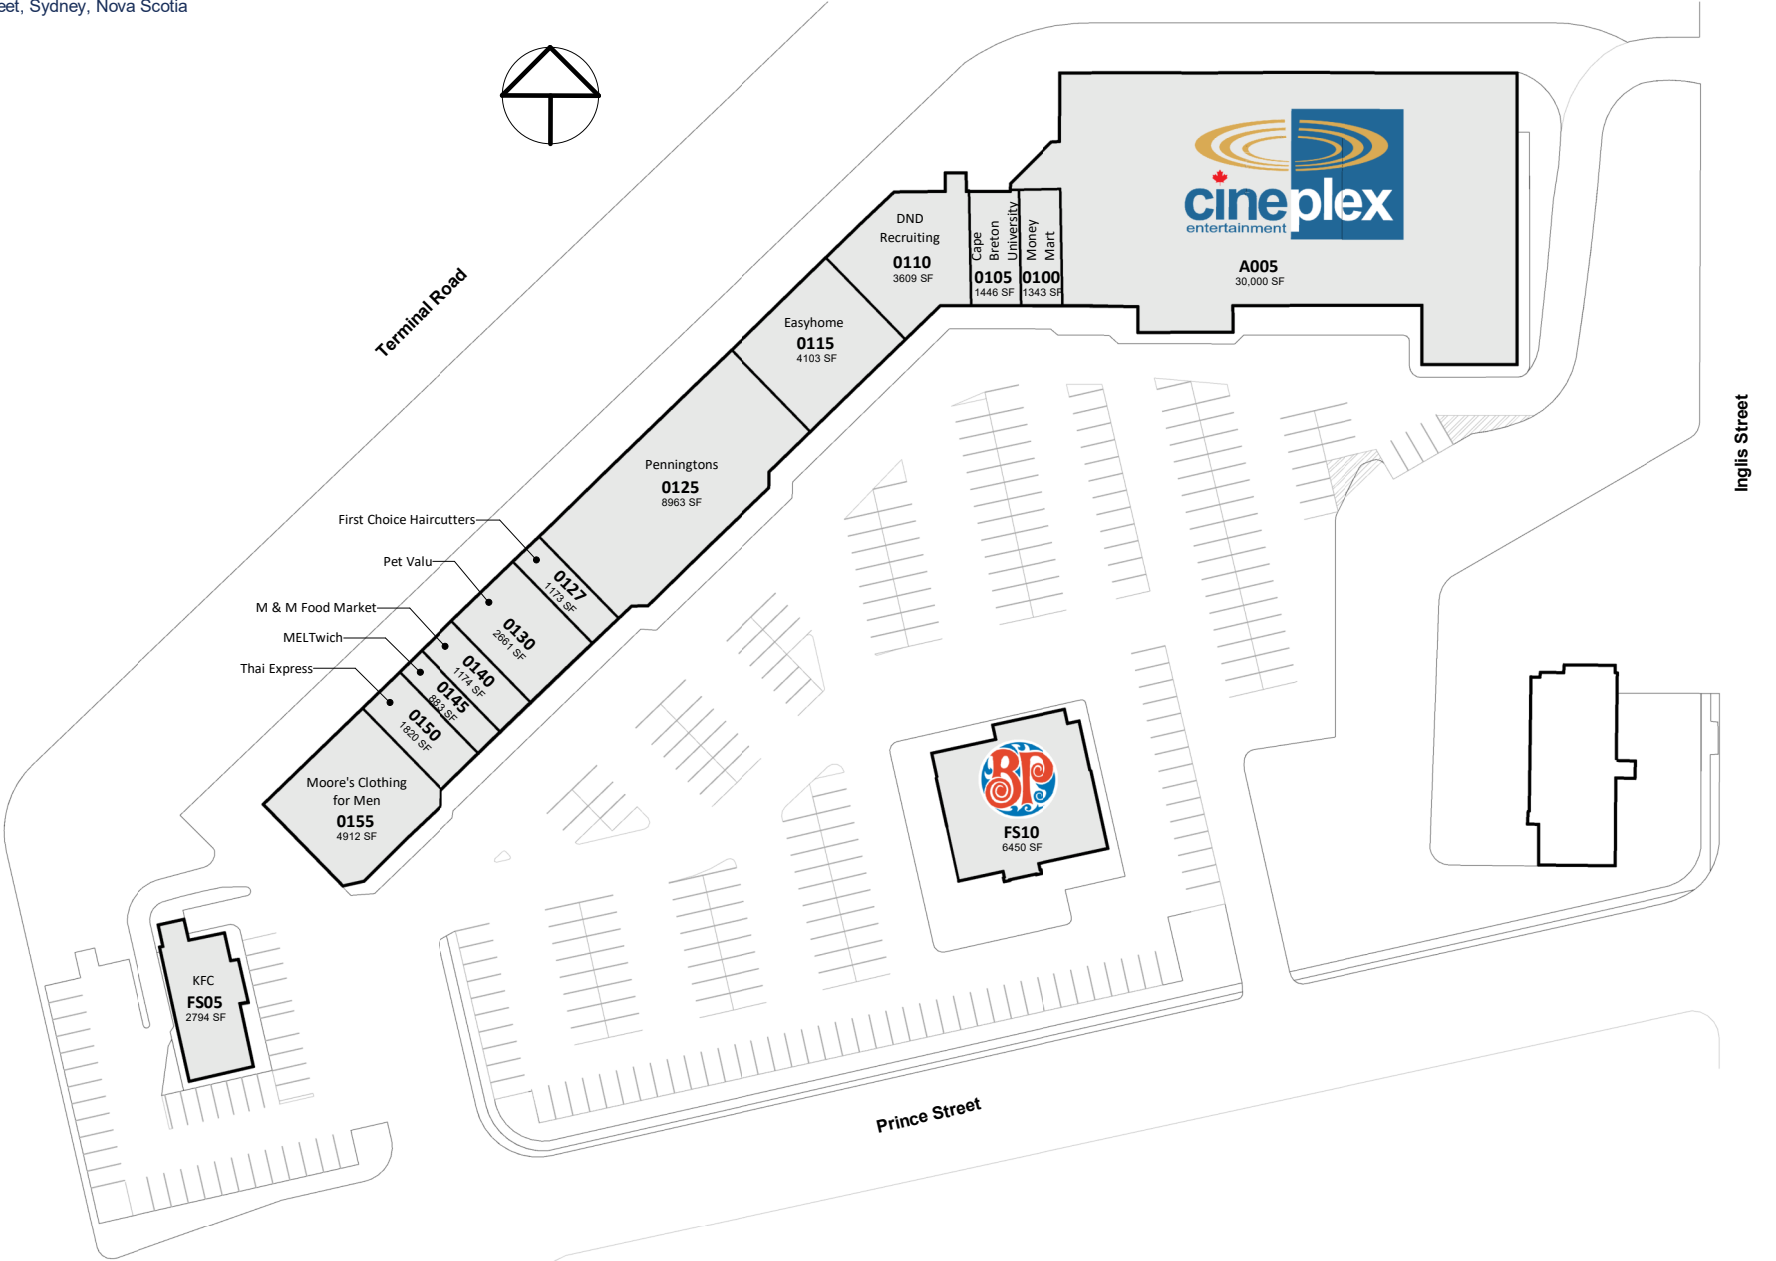 eet, Sydney, Nova Scotia
cineplex
entertainment
A005
30,000 SF
DND
Recruiting
0110
3609 SF
Cape
Breton
University
0105
1446 SF
Money
Mart
0100
1343 SF
Terminal Road
Easyhome
0115
4103 SF
Inglis Street
Penningtons
0125
8963 SF
First Choice Haircutters
0127
1173 SF
Pet Valu
0130
2661 SF
M & M Food Market
0140
1174 SF
MELTwich
0145
883 SF
Thai Express
0150
1820 SF
Moore's Clothing
for Men
0155
4912 SF
BP
FS10
6450 SF
KFC
FS05
2794 SF
Prince Street